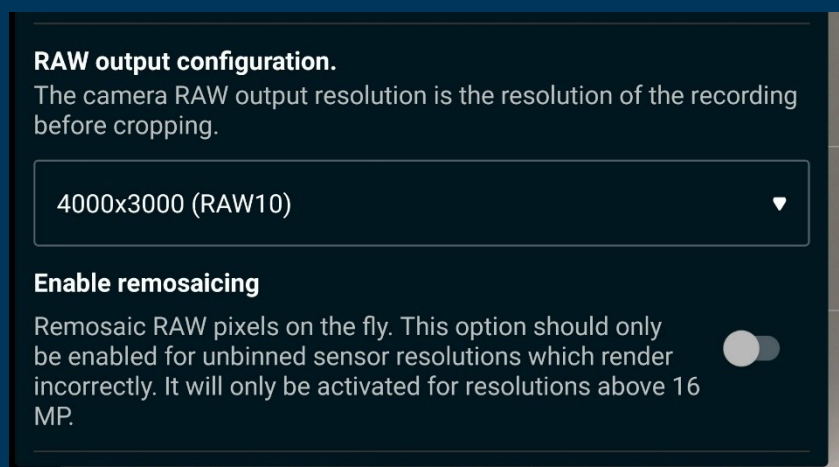 RAW output configuration.
The camera RAW output resolution is the resolution of the recording
before cropping.
4000x3000 (RAW10)
Enable remosaicing
Remosaic RAW pixels on the fly. This option should only
be enabled for unbinned sensor resolutions which render
incorrectly. It will only be activated for resolutions above 16
MP.